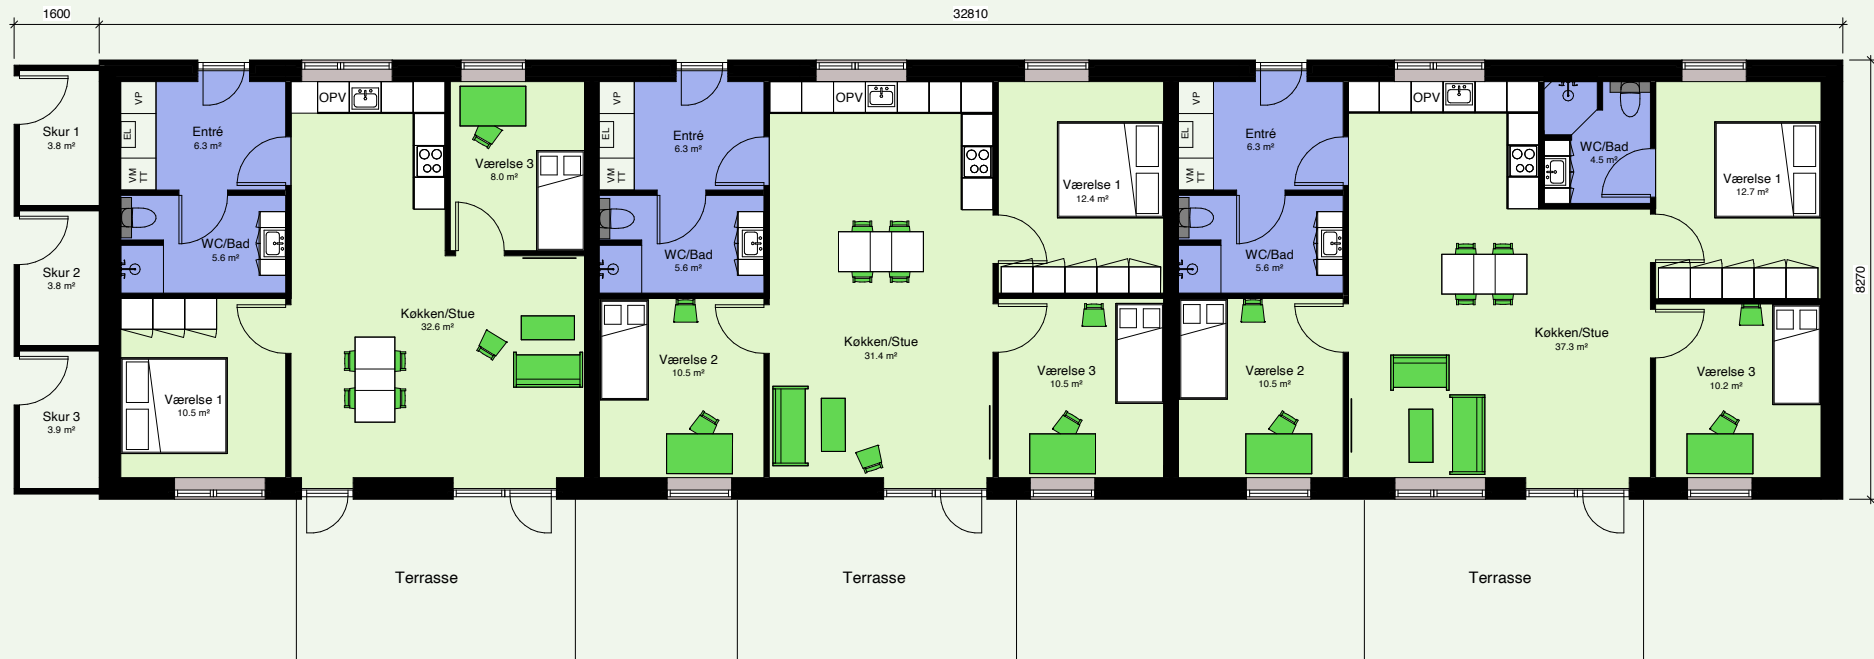 1600
32810
8270
Skur 1
3.8 m²
Skur 2
3.8 m²
Skur 3
3.9 m²
VP
EL
VM
TT
Entré
6.3 m²
WC/Bad
5.6 m²
Værelse 1
10.5 m²
OPV
Køkken/Stue
32.6 m²
Værelse 3
8.0 m²
VP
EL
VM
TT
Entré
6.3 m²
WC/Bad
5.6 m²
Værelse 2
10.5 m²
OPV
Køkken/Stue
31.4 m²
Værelse 1
12.4 m²
Værelse 3
10.5 m²
VP
EL
VM
TT
Entré
6.3 m²
WC/Bad
5.6 m²
Værelse 2
10.5 m²
OPV
Køkken/Stue
37.3 m²
WC/Bad
4.5 m²
Værelse 1
12.7 m²
Værelse 3
10.2 m²
Terrasse
Terrasse
Terrasse